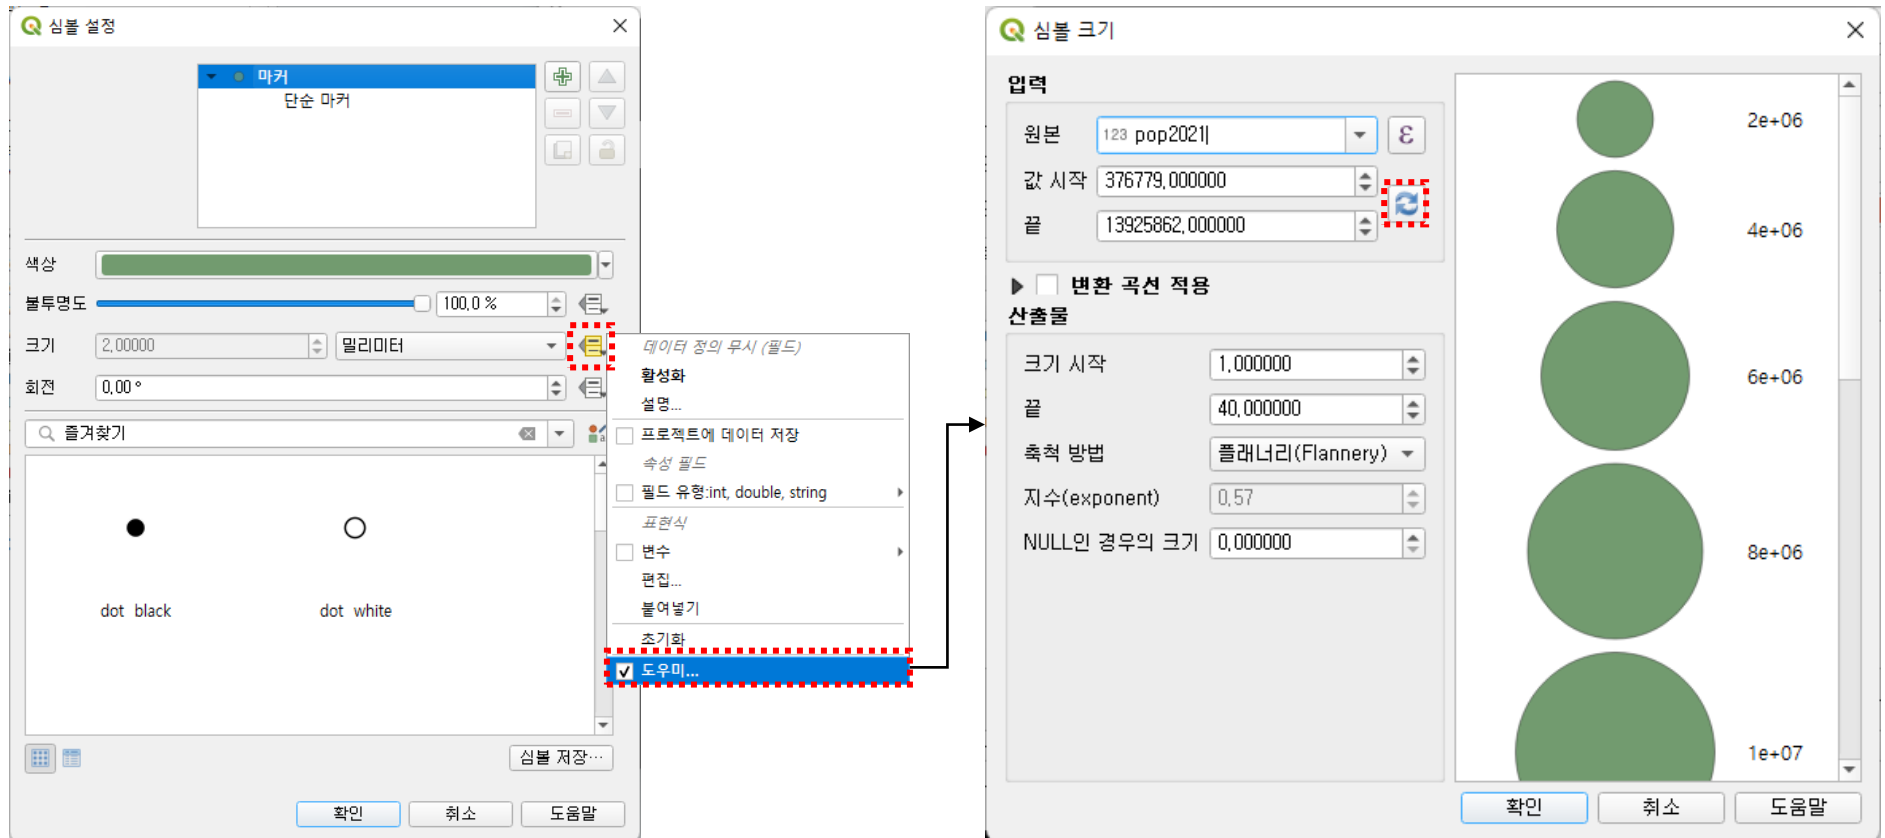 심볼 설정
마커
단순 마커
색상
불투명도 100,0 %
크기 2,00000 밀리미터
회전 0,00 °
즐겨찾기
dot  black
dot  white
심볼 저장…
확인 취소 도움말
데이터 정의 무시 (필드)
활성화
설명...
프로젝트에 데이터 저장
속성 필드
필드 유형:int, double, string
표현식
변수
편집...
붙여넣기
초기화
도우미...
심볼 크기
입력
원본 123 pop2021 ε
값 시작 376779,000000
끝 13925862,000000
변환 곡선 적용
산출물
크기 시작 1,000000
끝 40,000000
축척 방법 플래너리(Flannery)
지수(exponent) 0,57
NULL인 경우의 크기 0,000000
2e+06
4e+06
6e+06
8e+06
1e+07
확인 취소 도움말